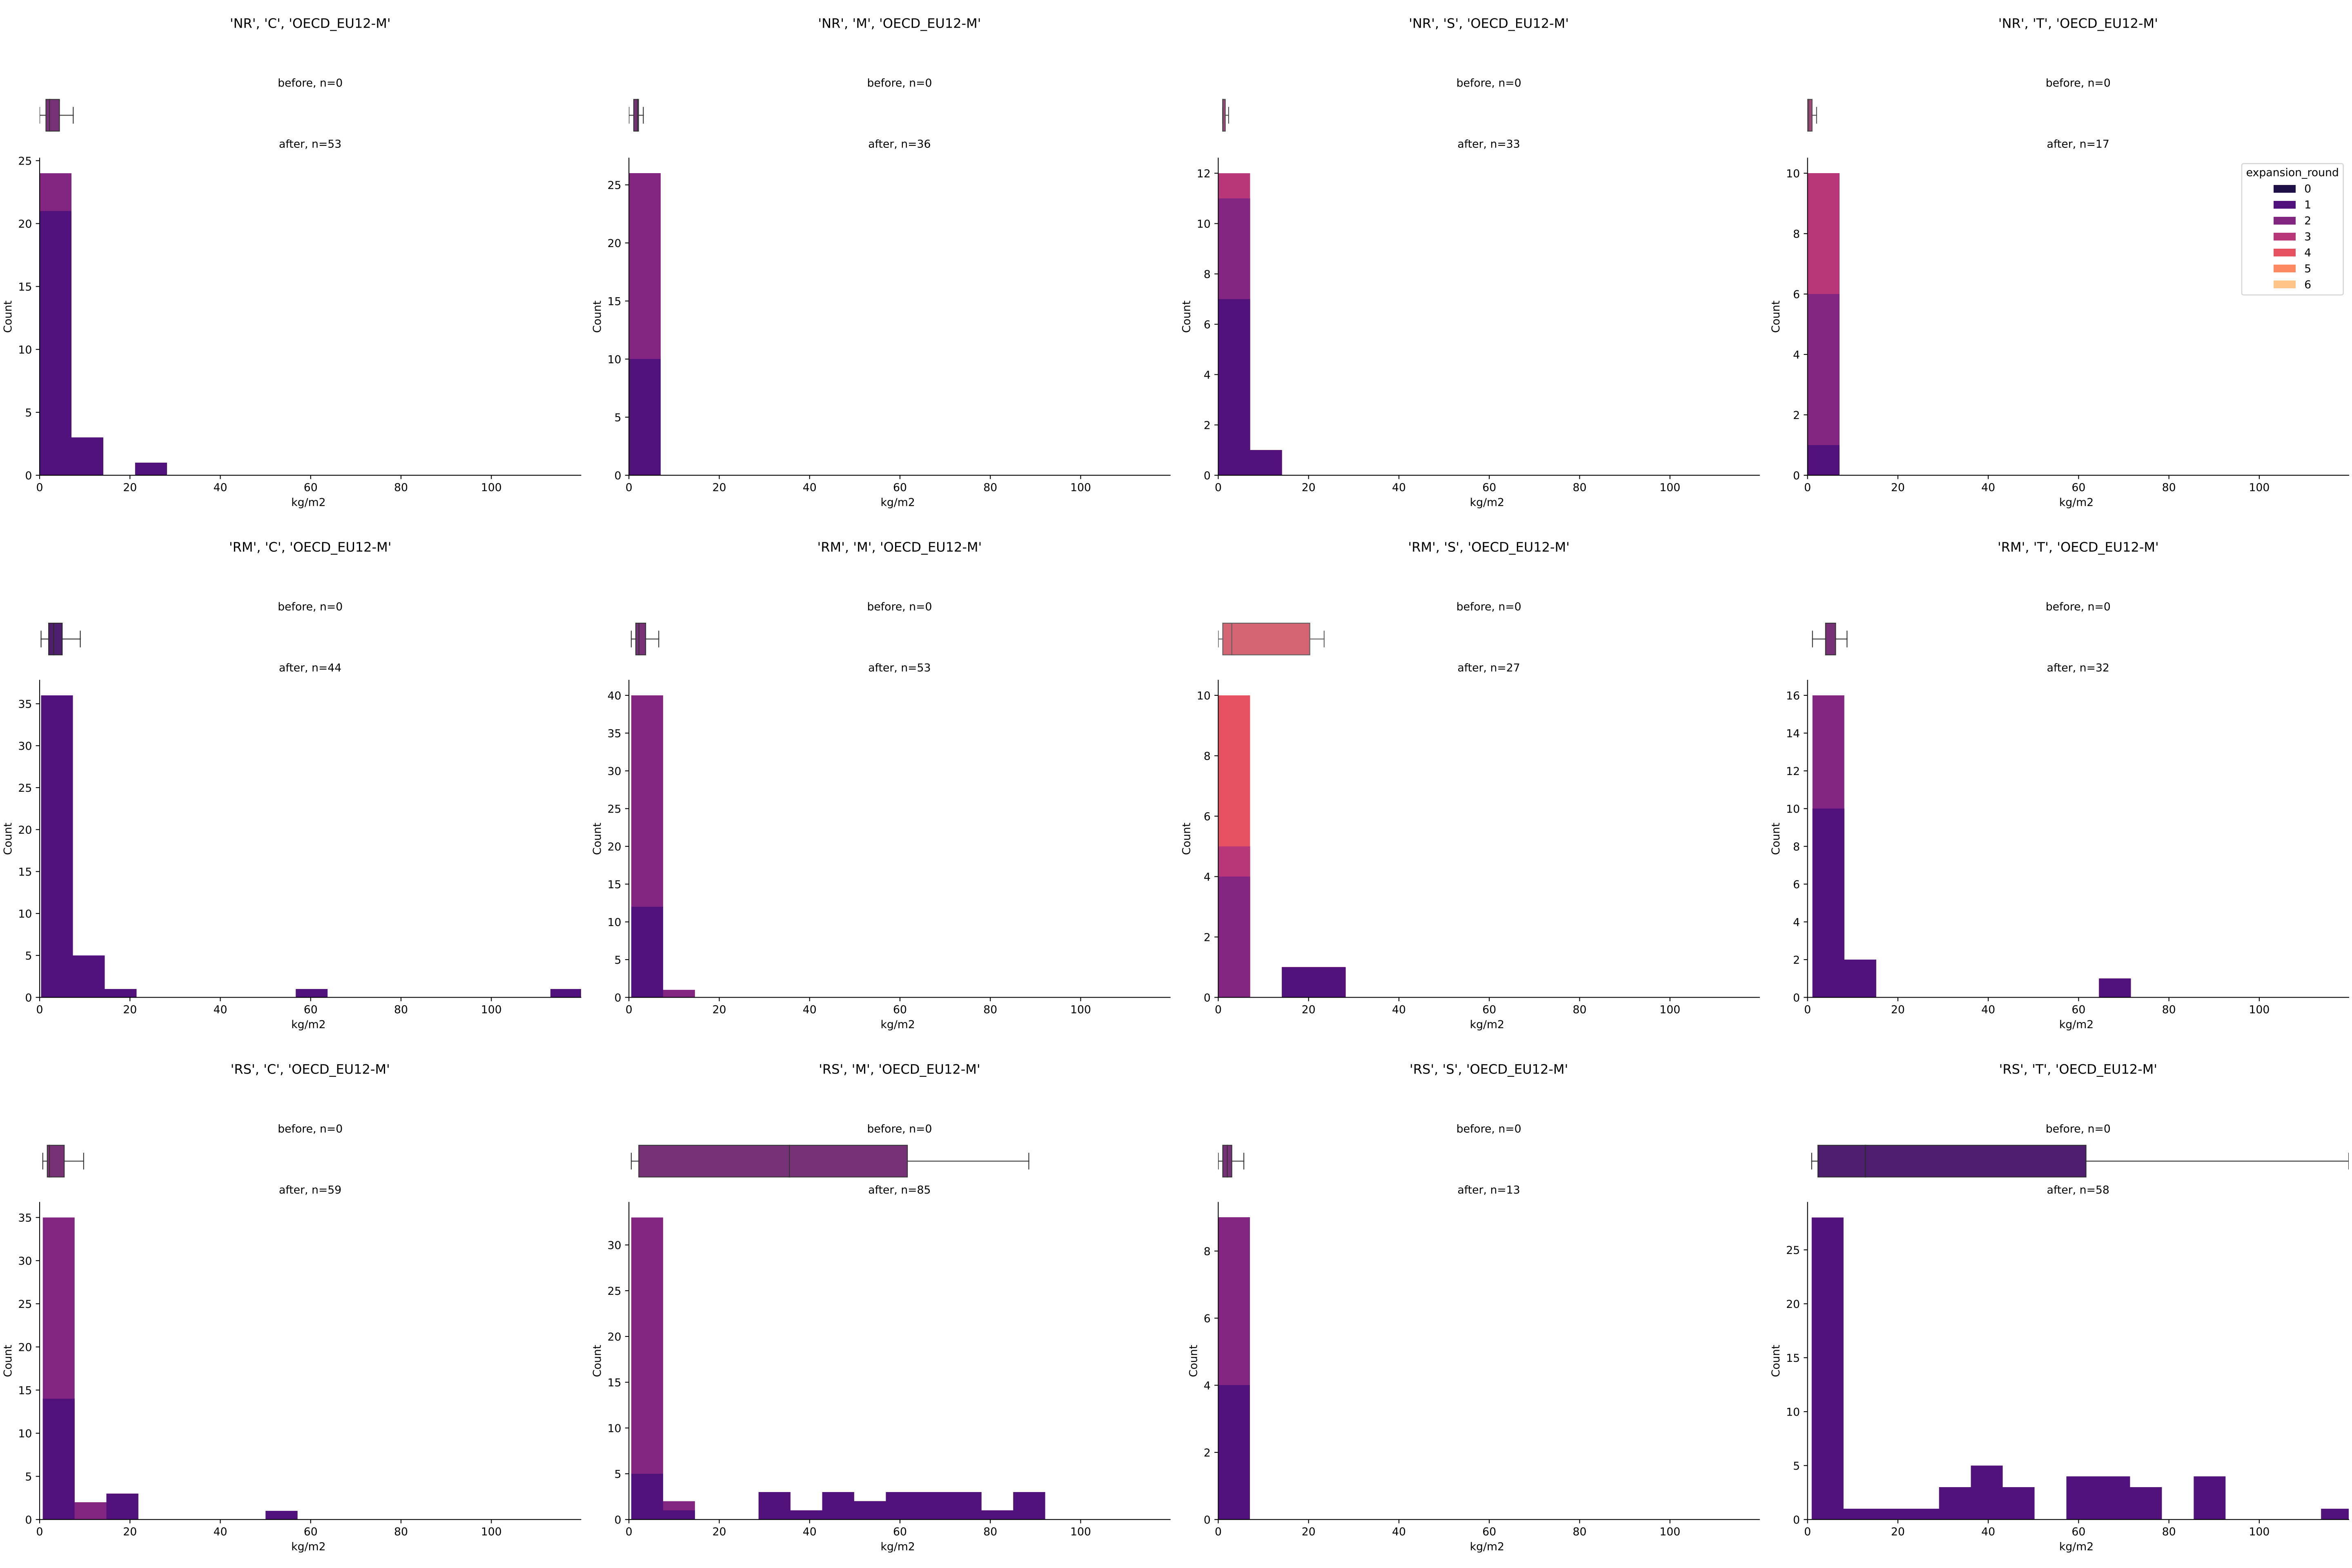 'NR', 'C', 'OECD_EU12-M'
before, n=0
after, n=53
25
20
15
10
5
0
Count
0 20 40 60 80 100
kg/m2
'NR', 'M', 'OECD_EU12-M'
before, n=0
after, n=36
25
20
15
10
5
0
Count
0 20 40 60 80 100
kg/m2
'NR', 'S', 'OECD_EU12-M'
before, n=0
after, n=33
12
10
8
6
4
2
0
Count
0 20 40 60 80 100
kg/m2
'NR', 'T', 'OECD_EU12-M'
before, n=0
after, n=17
10
8
6
4
2
0
Count
expansion_round
0
1
2
3
4
5
6
0 20 40 60 80 100
kg/m2
'RM', 'C', 'OECD_EU12-M'
before, n=0
after, n=44
35
30
25
20
15
10
5
0
Count
0 20 40 60 80 100
kg/m2
'RM', 'M', 'OECD_EU12-M'
before, n=0
after, n=53
40
35
30
25
20
15
10
5
0
Count
0 20 40 60 80 100
kg/m2
'RM', 'S', 'OECD_EU12-M'
before, n=0
after, n=27
10
8
6
4
2
0
Count
0 20 40 60 80 100
kg/m2
'RM', 'T', 'OECD_EU12-M'
before, n=0
after, n=32
16
14
12
10
8
6
4
2
0
Count
0 20 40 60 80 100
kg/m2
'RS', 'C', 'OECD_EU12-M'
before, n=0
after, n=59
35
30
25
20
15
10
5
0
Count
0 20 40 60 80 100
kg/m2
'RS', 'M', 'OECD_EU12-M'
before, n=0
after, n=85
30
25
20
15
10
5
0
Count
0 20 40 60 80 100
kg/m2
'RS', 'S', 'OECD_EU12-M'
before, n=0
after, n=13
8
6
4
2
0
Count
0 20 40 60 80 100
kg/m2
'RS', 'T', 'OECD_EU12-M'
before, n=0
after, n=58
25
20
15
10
5
0
Count
0 20 40 60 80 100
kg/m2